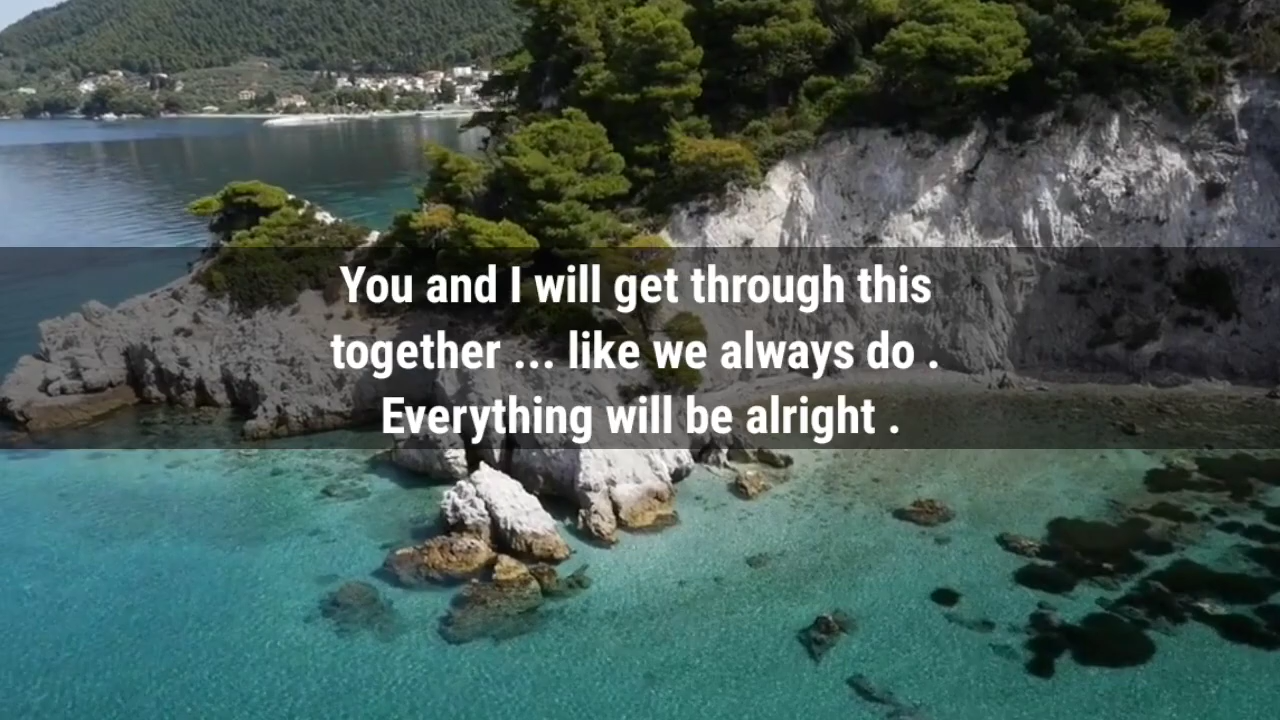 You and I will get through this
together ... like we always do .
Everything will be alright .